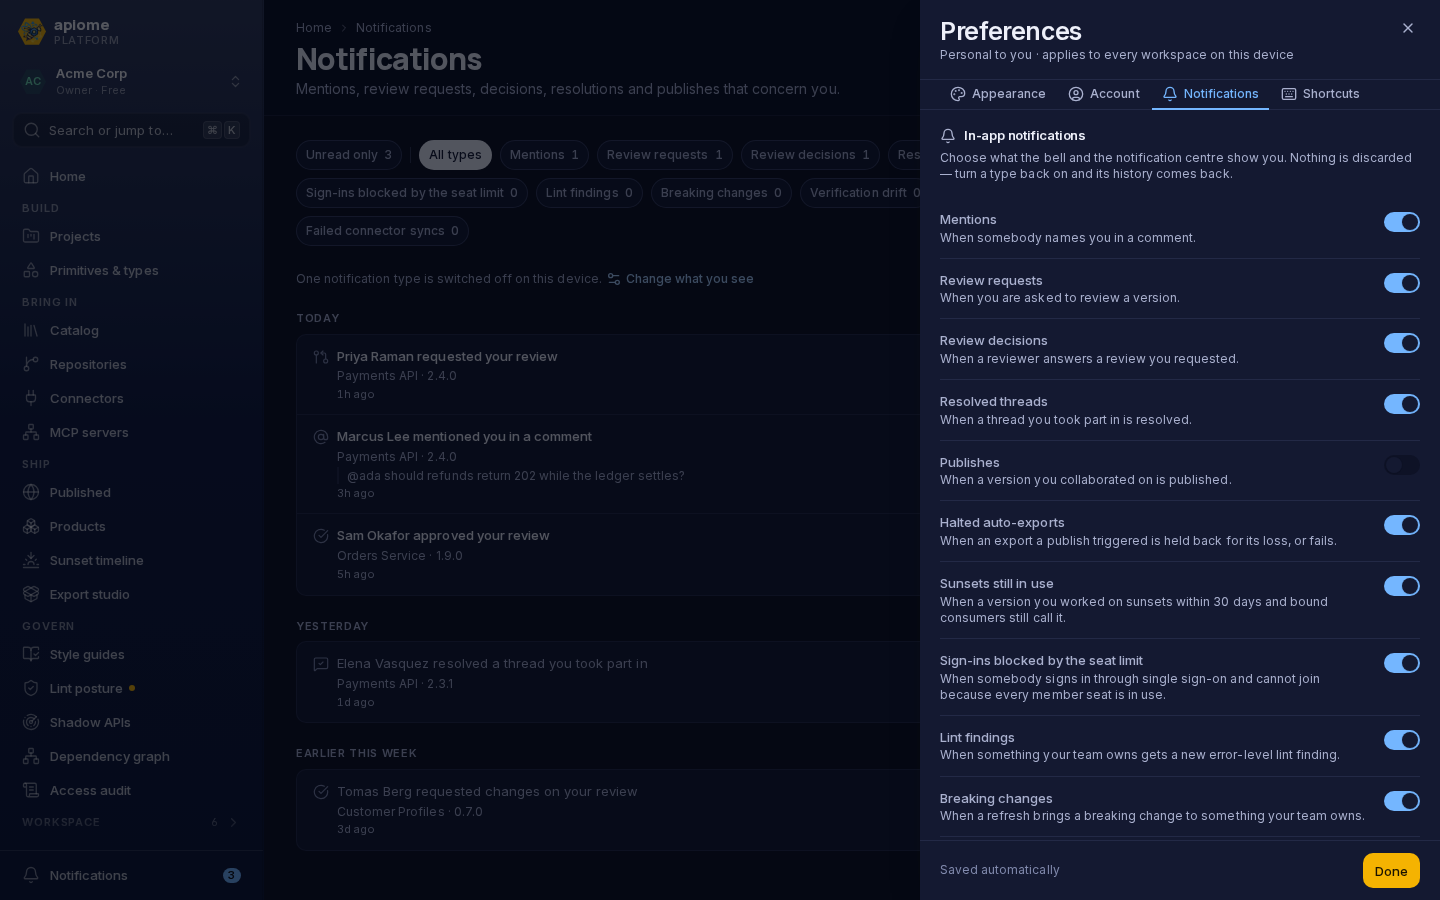 apiome
PLATFORM
AC
Acme Corp
Owner · Free
Search or jump to…
⌘ K
Home
BUILD
Projects
Primitives & types
BRING IN
Catalog
Repositories
Connectors
MCP servers
SHIP
Published
Products
Sunset timeline
Export studio
GOVERN
Style guides
Lint posture
Shadow APIs
Dependency graph
Access audit
WORKSPACE 6
Notifications 3
Home > Notifications
Notifications
Mentions, review requests, decisions, resolutions and publishes that concern you.
Unread only 3
All types
Mentions 1
Review requests 1
Review decisions 1
Res
Sign-ins blocked by the seat limit 0
Lint findings 0
Breaking changes 0
Verification drift 0
Failed connector syncs 0
One notification type is switched off on this device. Change what you see
TODAY
Priya Raman requested your review
Payments API · 2.4.0
1h ago
Marcus Lee mentioned you in a comment
Payments API · 2.4.0
@ada should refunds return 202 while the ledger settles?
3h ago
Sam Okafor approved your review
Orders Service · 1.9.0
5h ago
YESTERDAY
Elena Vasquez resolved a thread you took part in
Payments API · 2.3.1
1d ago
EARLIER THIS WEEK
Tomas Berg requested changes on your review
Customer Profiles · 0.7.0
3d ago
Preferences
Personal to you · applies to every workspace on this device
Appearance
Account
Notifications
Shortcuts
In-app notifications
Choose what the bell and the notification centre show you. Nothing is discarded
— turn a type back on and its history comes back.
Mentions
When somebody names you in a comment.
Review requests
When you are asked to review a version.
Review decisions
When a reviewer answers a review you requested.
Resolved threads
When a thread you took part in is resolved.
Publishes
When a version you collaborated on is published.
Halted auto-exports
When an export a publish triggered is held back for its loss, or fails.
Sunsets still in use
When a version you worked on sunsets within 30 days and bound
consumers still call it.
Sign-ins blocked by the seat limit
When somebody signs in through single sign-on and cannot join
because every member seat is in use.
Lint findings
When something your team owns gets a new error-level lint finding.
Breaking changes
When a refresh brings a breaking change to something your team owns.
Saved automatically
Done